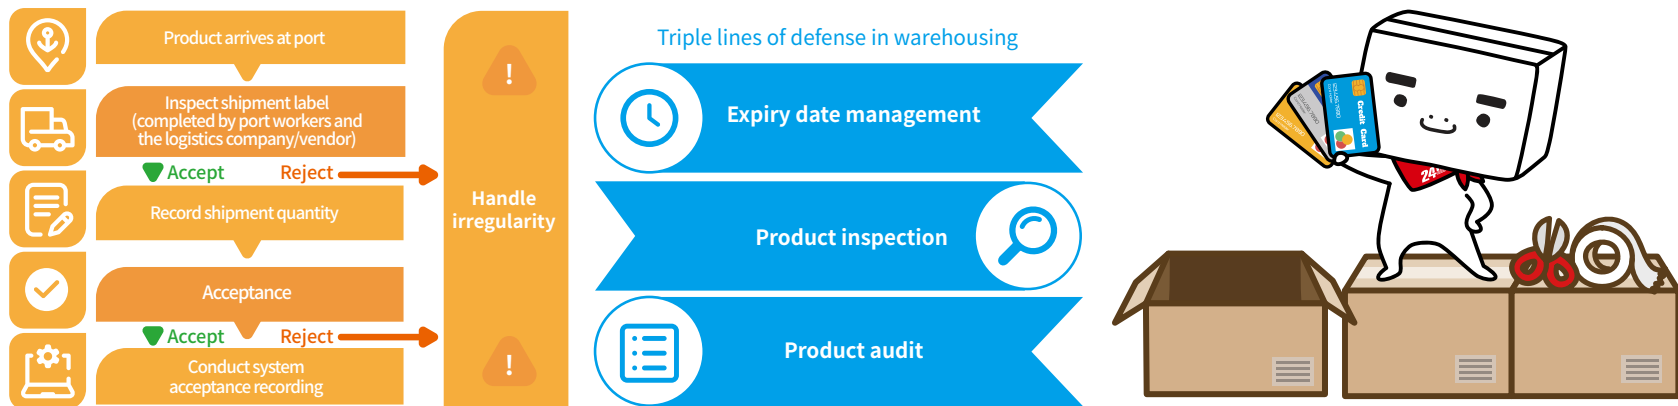 Product arrives at port
Inspect shipment label
(completed by port workers and
the logistics company/vendor)
Accept
Reject
Record shipment quantity
Acceptance
Accept
Reject
Conduct system
acceptance recording
!
Handle
irregularity
!
Triple lines of defense in warehousing
Expiry date management
Product inspection
Product audit
Credit Card
24